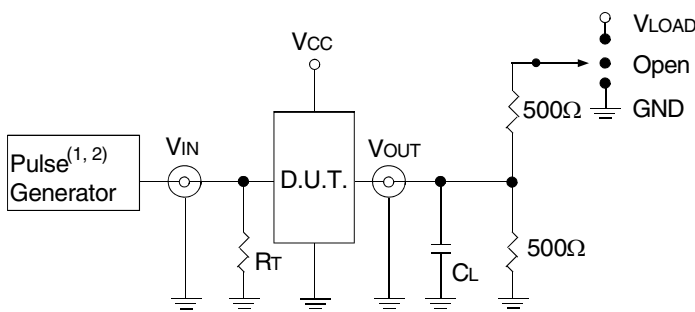 VLOAD
VCC
Open
500Ω
GND
VIN
VOUT
Pulse(1, 2)
Generator
D.U.T.
RT
CL
500Ω